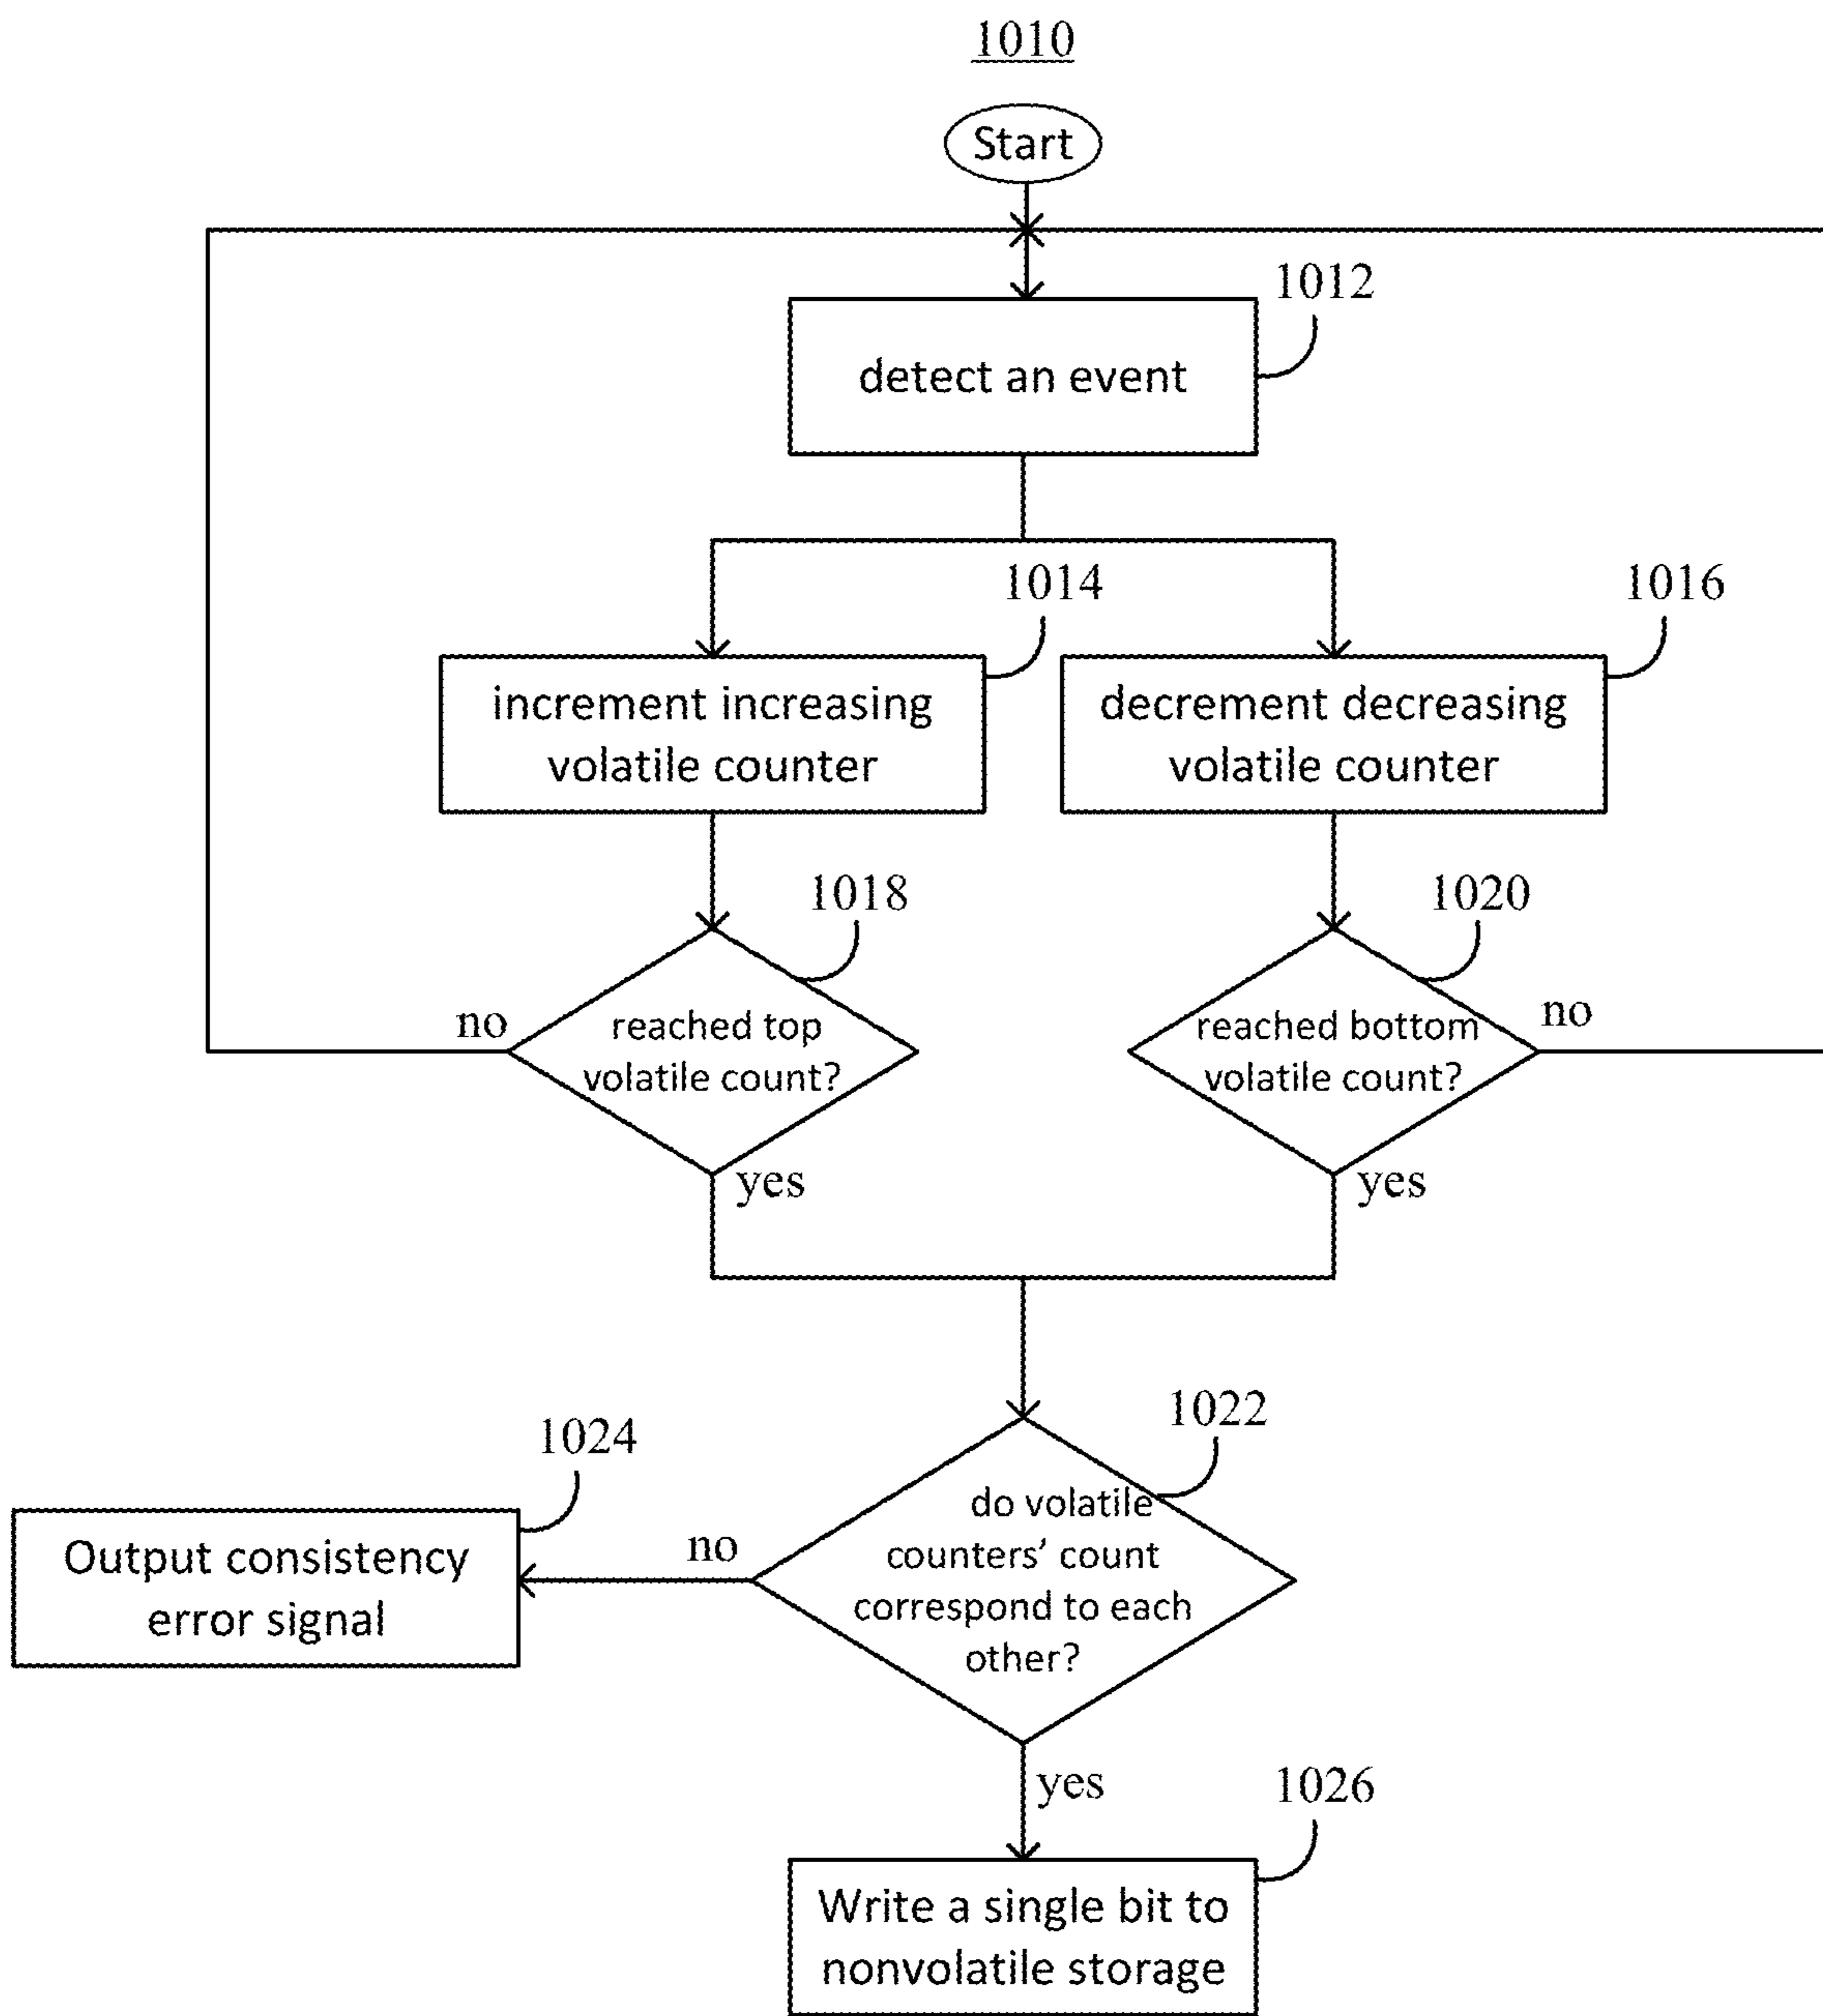 1010
Start
1012
detect an event
1014
1016
increment increasing
volatile counter
decrement decreasing
volatile counter
1018
1020
no
reached top
volatile count?
reached bottom
volatile count?
no
yes
yes
1022
1024
do volatile
counters’ count
correspond to each
other?
no
Output consistency
error signal
yes
1026
Write a single bit to
nonvolatile storage